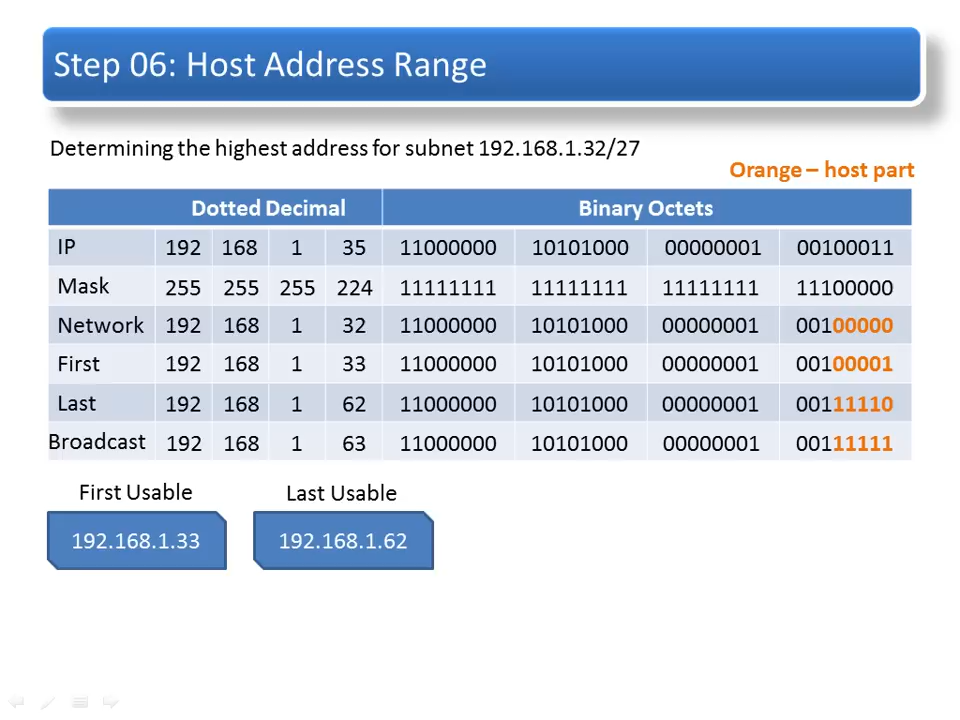 Step 06: Host Address Range
Determining the highest address for subnet 192.168.1.32/27
Orange – host part
Dotted Decimal Binary Octets
IP 192 168 1 35 11000000 10101000 00000001 00100011
Mask 255 255 255 224 11111111 11111111 11111111 11100000
Network 192 168 1 32 11000000 10101000 00000001 00100000
First 192 168 1 33 11000000 10101000 00000001 00100001
Last 192 168 1 62 11000000 10101000 00000001 00111110
Broadcast 192 168 1 63 11000000 10101000 00000001 00111111
First Usable Last Usable
192.168.1.33 192.168.1.62